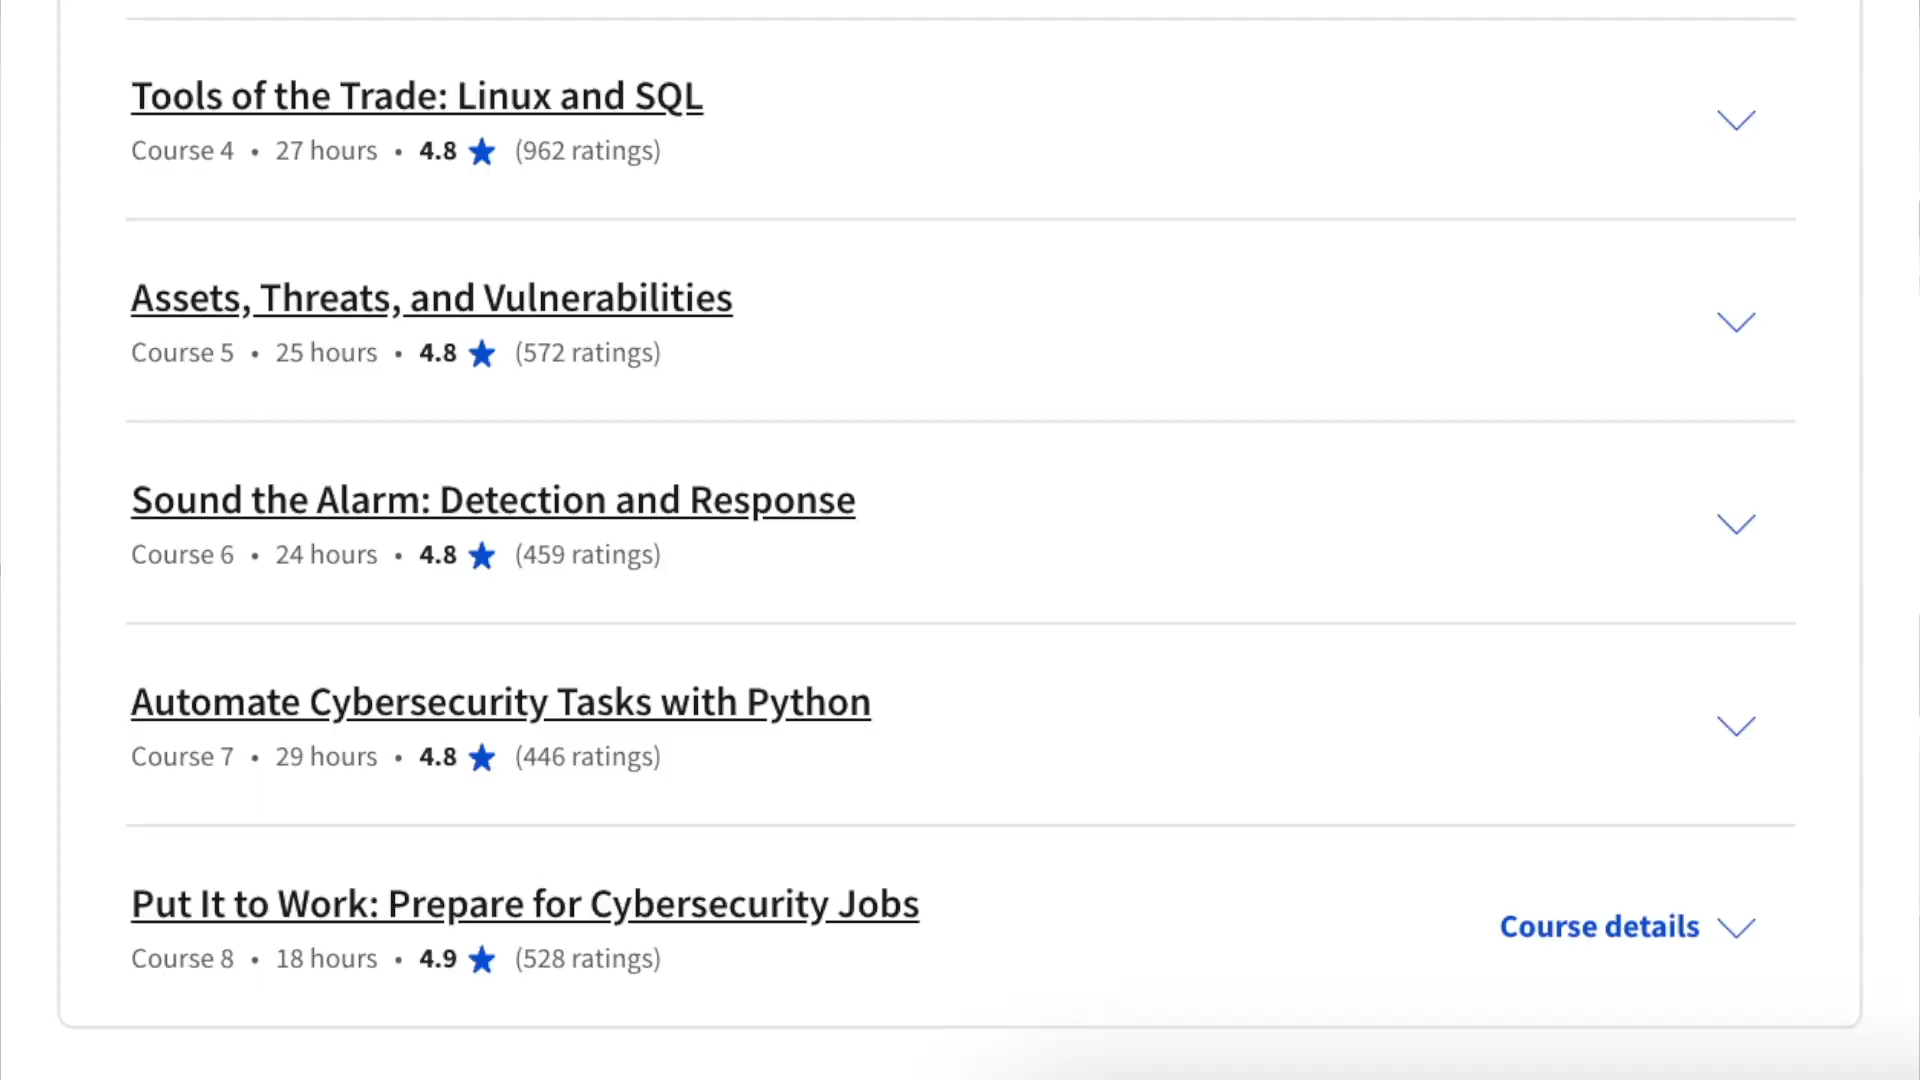 Tools of the Trade: Linux and SQL
Course 4 • 27 hours • 4.8 ★ (962 ratings)
Assets, Threats, and Vulnerabilities
Course 5 • 25 hours • 4.8 ★ (572 ratings)
Sound the Alarm: Detection and Response
Course 6 • 24 hours • 4.8 ★ (459 ratings)
Automate Cybersecurity Tasks with Python
Course 7 • 29 hours • 4.8 ★ (446 ratings)
Put It to Work: Prepare for Cybersecurity Jobs
Course details
Course 8 • 18 hours • 4.9 ★ (528 ratings)